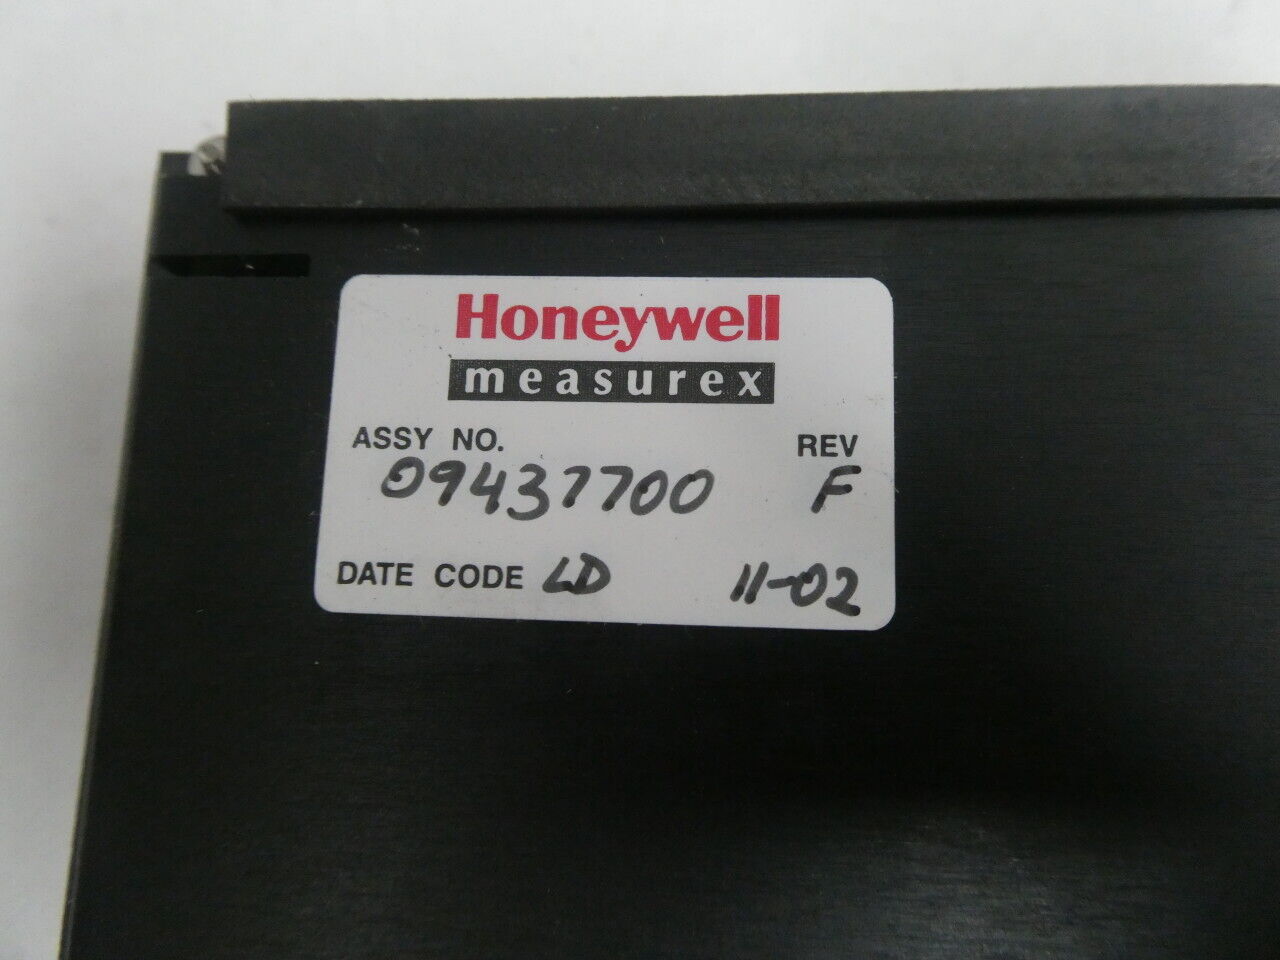 Honeywell
measurex
ASSY NO. REV
09437700 F
DATE CODE LD 11-02